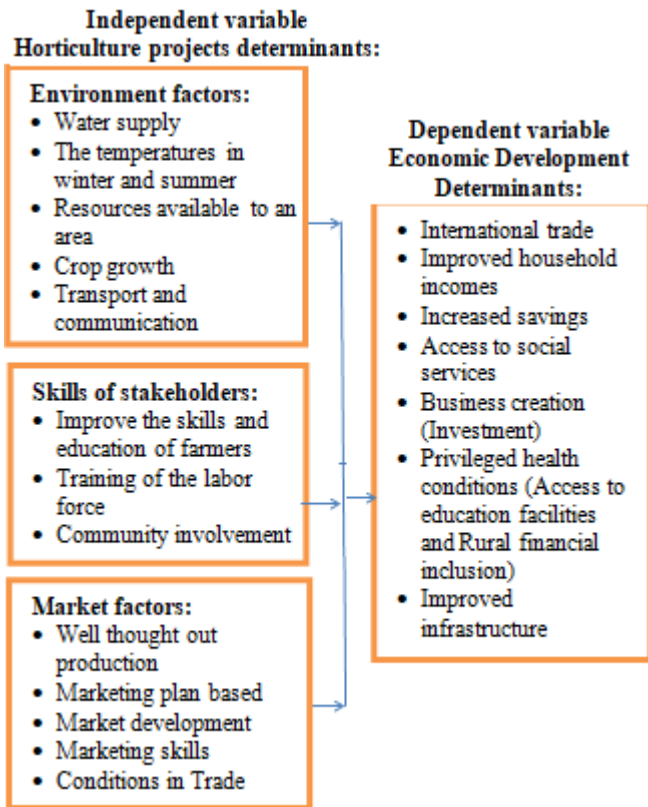 Independent variable
Horticulture projects determinants:
Environment factors:
• Water supply
• The temperatures in
winter and summer
• Resources available to an
area
• Crop growth
• Transport and
communication
Skills of stakeholders:
• Improve the skills and
education of farmers
• Training of the labor
force
• Community involvement
Market factors:
• Well thought out
production
• Marketing plan based
• Market development
• Marketing skills
• Conditions in Trade
Dependent variable
Economic Development
Determinants:
• International trade
• Improved household
incomes
• Increased savings
• Access to social
services
• Business creation
(Investment)
• Privileged health
conditions (Access to
education facilities
and Rural financial
inclusion)
• Improved
infrastructure